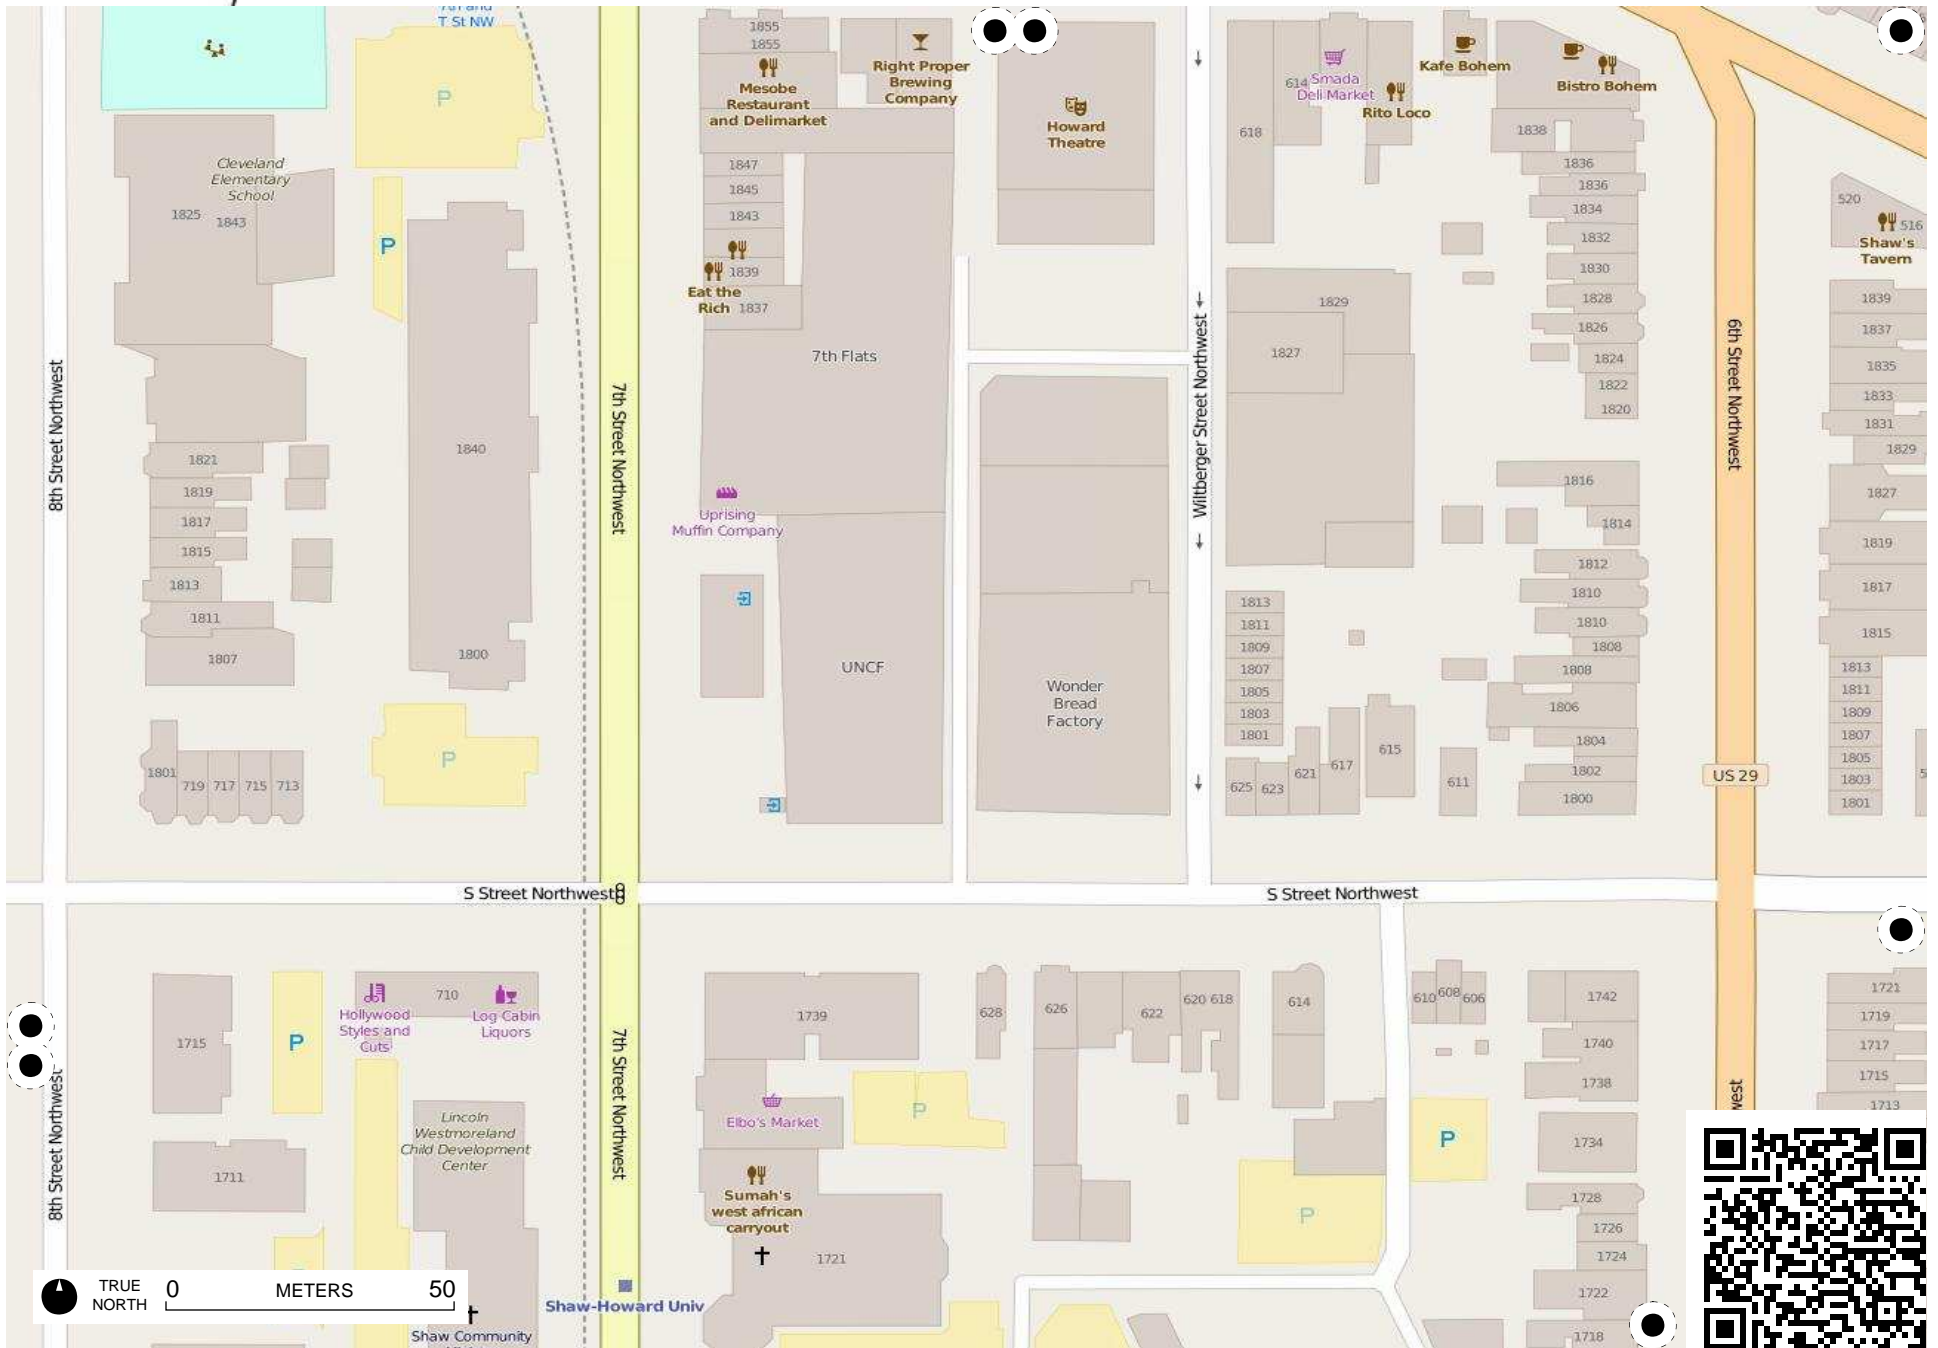 7th and
T St NW
1855
1855
Mesobe
Restaurant
and Delimarket
Right Proper
Brewing
Company
Howard
Theatre
618
614
Smada
Deli Market
Rito Loco
Kafe Bohem
Bistro Bohem
1838
1836
1836
1834
1832
1830
1828
1826
1824
1822
1820
1816
1814
1812
1810
1810
1808
1808
1806
1804
1802
1800
520
516
Shaw's
Tavern
1839
1837
1835
1833
1831
1829
1827
1819
1817
1815
1813
1811
1809
1807
1805
1803
1801
5
P
Cleveland
Elementary
School
1825
1843
P
1847
1845
1843
1839
Eat the
Rich
1837
7th Flats
1840
1800
Uprising
Muffin Company
UNCF
Wonder
Bread
Factory
1829
1827
1813
1811
1809
1807
1805
1803
1801
625
623
621
617
615
611
1821
1819
1817
1815
1813
1811
1807
1801
719
717
715
713
P
8th Street Northwest
7th Street Northwest
Wiltberger Street Northwest
6th Street Northwest
US 29
S Street Northwest
S Street Northwest
8th Street Northwest
7th Street Northwest
west
1715
P
Hollywood
Styles and
Cuts
710
Log Cabin
Liquors
1739
628
626
622
620
618
614
610
608
606
1742
1740
1738
1734
1728
1726
1724
1722
1718
1721
1719
1717
1715
1713
1711
Lincoln
Westmoreland
Child Development
Center
Elbo's Market
P
Sumah's
west african
carryout
1721
P
P
Shaw-Howard Univ
Shaw Community
TRUE
NORTH
0
METERS
50